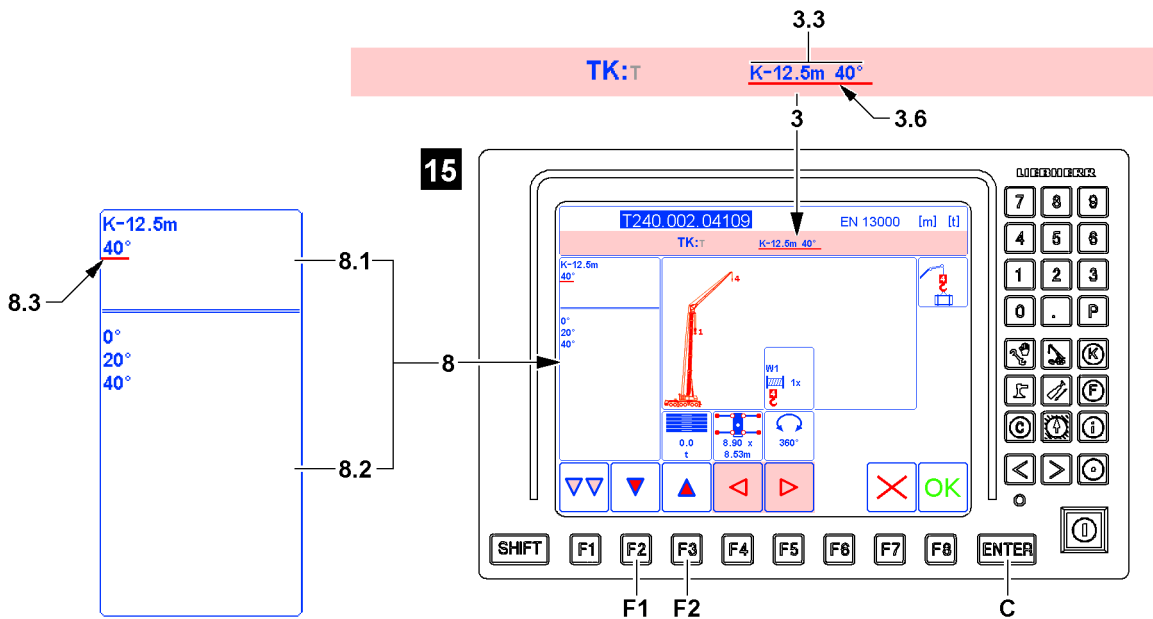 3.3
TK:T K-12.5m 40°
3
3.6
15
LIEBHERR
T240.002.04109 EN 13000 [m] [t]
TK:T K-12.5m 40°
K-12.5m
40°
8.1
8.3
0°
20°
40°
8
8.2
K-12.5m
40°
0°
20°
40°
4
1
4
W1
1x
0.0
t
8.90 x
8.53m
360°
OK
7 8 9
4 5 6
1 2 3
0 . P
K
F
C i
SHIFT F1 F2 F3 F4 F5 F6 F7 F8 ENTER
F1 F2 C